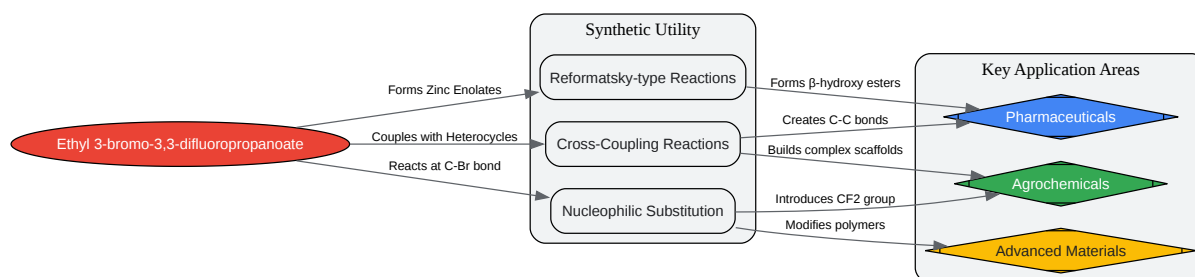 Synthetic Utility
Key Application Areas
Ethyl 3-bromo-3,3-difluoropropanoate
Forms Zinc Enolates
Couples with Heterocycles
Reacts at C-Br bond
Reformatsky-type Reactions
Cross-Coupling Reactions
Nucleophilic Substitution
Forms β-hydroxy esters
Creates C-C bonds
Builds complex scaffolds
Introduces CF2 group
Modifies polymers
Pharmaceuticals
Agrochemicals
Advanced Materials